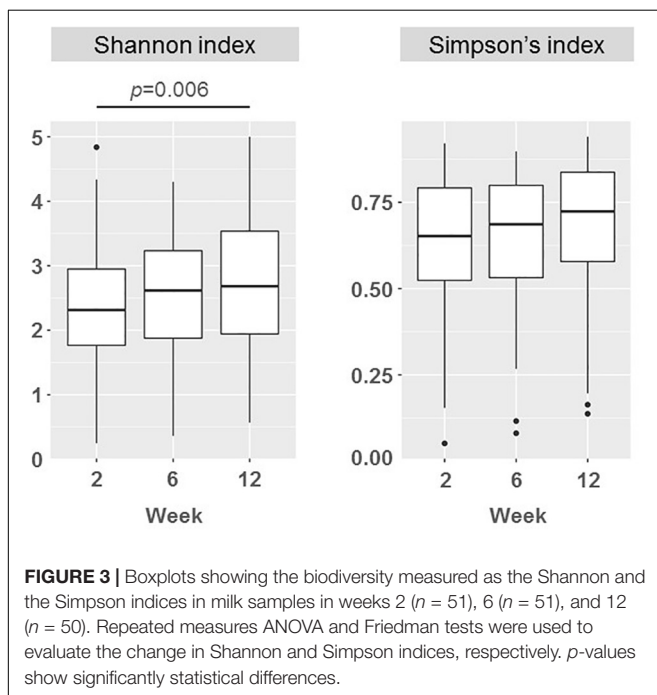 Shannon index
Simpson's index
p=0.006
5
4
3
2
1
0
2 6 12
Week
0.75
0.50
0.25
0.00
2 6 12
Week
FIGURE 3 | Boxplots showing the biodiversity measured as the Shannon and
the Simpson indices in milk samples in weeks 2 (n = 51), 6 (n = 51), and 12
(n = 50). Repeated measures ANOVA and Friedman tests were used to
evaluate the change in Shannon and Simpson indices, respectively. p-values
show significantly statistical differences.